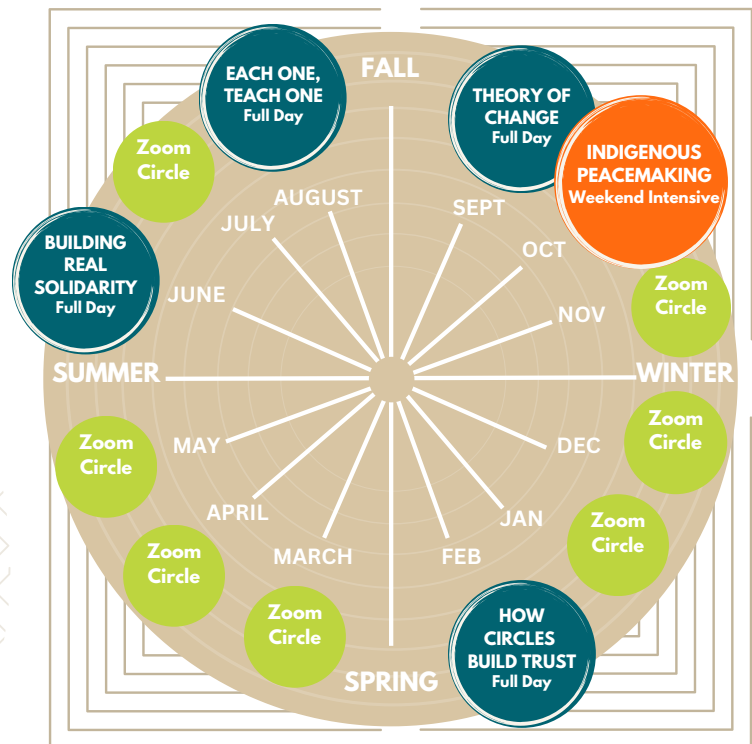 FALL
EACH ONE,
TEACH ONE
Full Day
THEORY OF
CHANGE
Full Day
INDIGENOUS
PEACEMAKING
Weekend Intensive
Zoom
Circle
AUGUST
SEPT
JULY
OCT
BUILDING
REAL
SOLIDARITY
Full Day
JUNE
NOV
Zoom
Circle
SUMMER
WINTER
Zoom
Circle
MAY
DEC
Zoom
Circle
APRIL
JAN
Zoom
Circle
Zoom
Circle
MARCH
FEB
Zoom
Circle
HOW
CIRCLES
BUILD TRUST
Full Day
SPRING